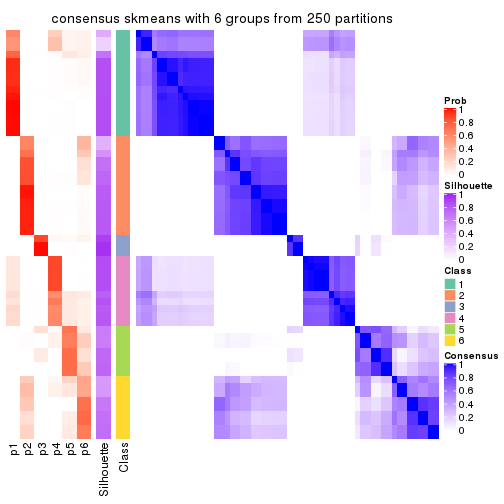 consensus skmeans with 6 groups from 250 partitions
Prob
1
0.8
0.6
0.4
0.2
0
Silhouette
1
0.8
0.6
0.4
0.2
0
Class
1
2
3
4
5
6
Consensus
1
0.8
0.6
0.4
0.2
0
p1
p2
p3
p4
p5
p6
Silhouette
Class